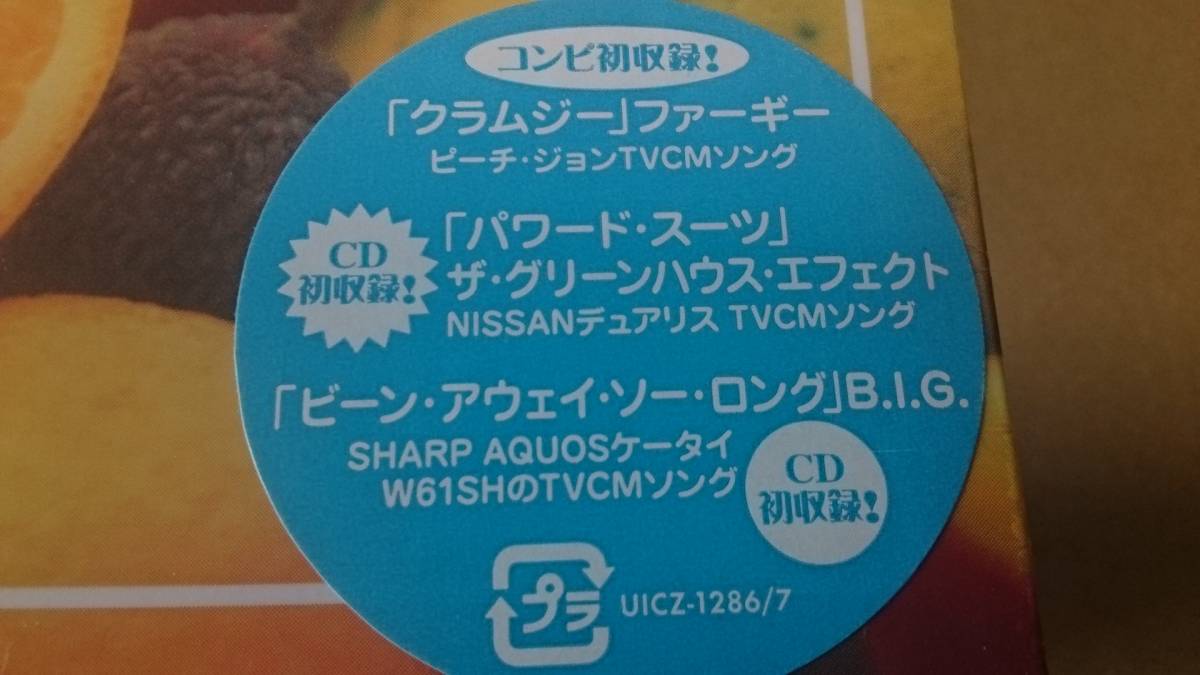 コンピ初収録!
「クラムジー」ファーギー
ピーチ・ジョンTVCMソング
CD
初収録!
「パワード・スーツ」
ザ・グリーンハウス・エフェクト
NISSANデュアリス TVCMソング
「ビーン・アウェイ・ソー・ロング」B.I.G.
SHARP AQUOSケータイ
W61SHのTVCMソング
CD
初収録!
プラ
UICZ-1286/7